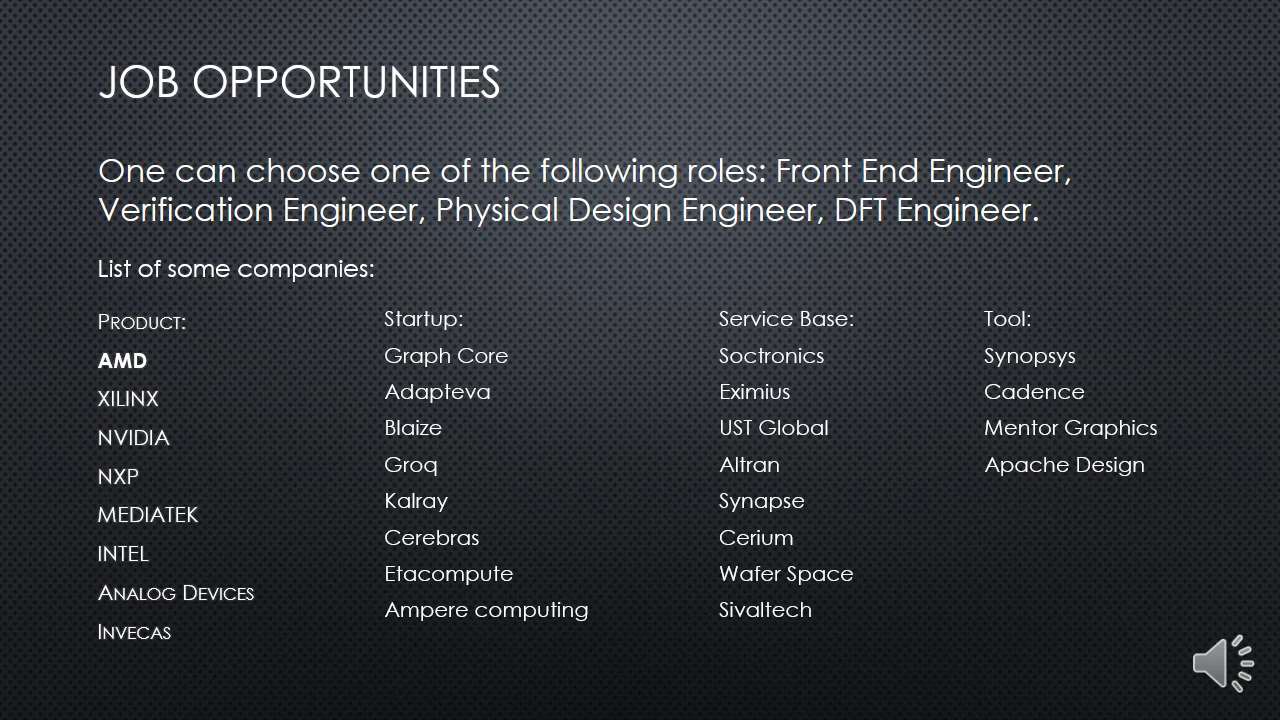 JOB OPPORTUNITIES
One can choose one of the following roles: Front End Engineer,
Verification Engineer, Physical Design Engineer, DFT Engineer.
List of some companies:
Product:
AMD
XILINX
NVIDIA
NXP
MEDIATEK
INTEL
Analog Devices
Invecas
Startup:
Graph Core
Adapteva
Blaize
Groq
Kalray
Cerebras
Etacompute
Ampere computing
Service Base:
Soctronics
Eximius
UST Global
Altran
Synapse
Cerium
Wafer Space
Sivaltech
Tool:
Synopsys
Cadence
Mentor Graphics
Apache Design